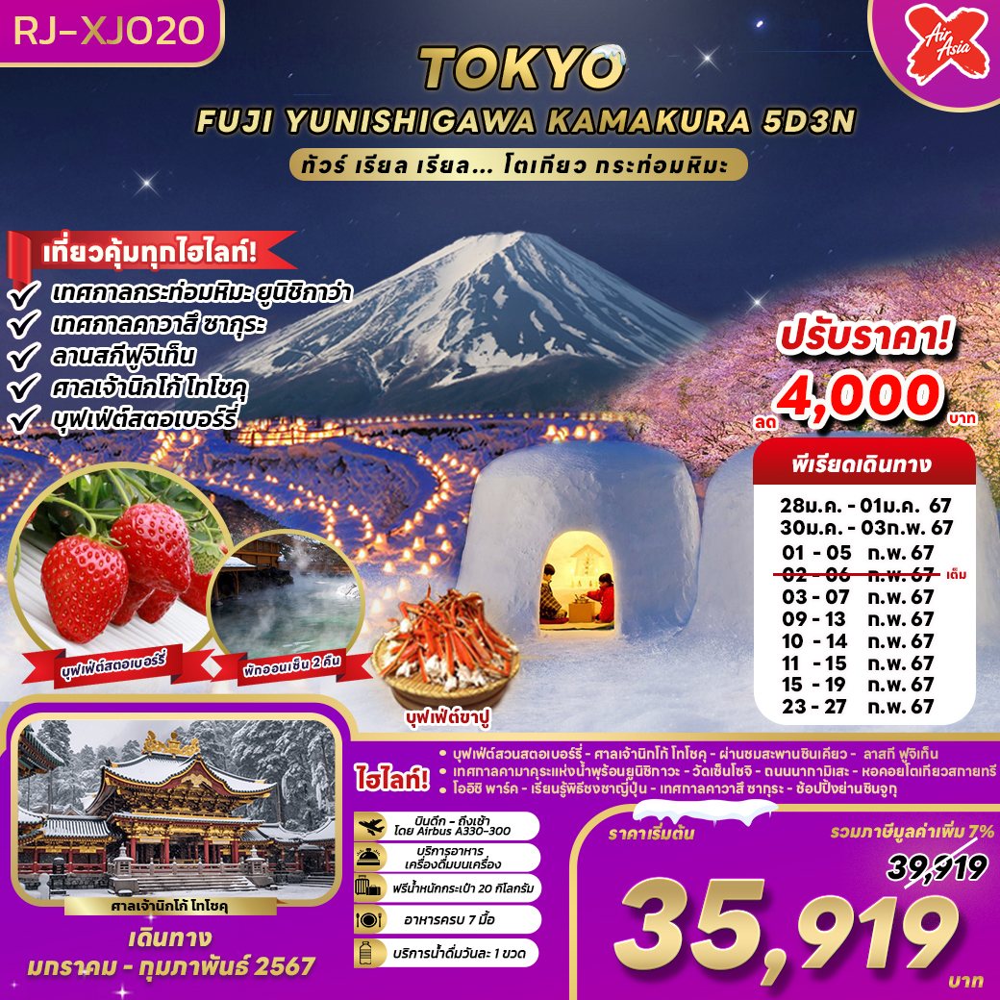 RJ-XJ020
Air
Asia
X
TOKYO
FUJI YUNISHIGAWA KAMAKURA 5D3N
ทัวร์ เรียล เรียล... โตเกียว กระท่อมหิมะ
เที่ยวคุ้มทุกไฮไลท์!
เทศกาลกระท่อมหิมะ ยูนิชิกาว่า
เทศกาลคาวาสึ ซากุระ
ลานสกีฟูจิเท็น
ศาลเจ้านิกโก้ โทโชคุ
บุฟเฟ่ต์สตอเบอร์รี่
ปรับราคา!
ลด 4,000 บาท
พีเรียดเดินทาง
28ม.ค. - 01ม.ค. 67
30ม.ค. - 03ก.พ. 67
01 - 05 ก.พ. 67
02 - 06 ก.พ. 67 เต็ม
03 - 07 ก.พ. 67
09 - 13 ก.พ. 67
10 - 14 ก.พ. 67
11 - 15 ก.พ. 67
15 - 19 ก.พ. 67
23 - 27 ก.พ. 67
บุฟเฟ่ต์สตอเบอร์รี่
พักออนเซ็น 2 คืน
บุฟเฟ่ต์ขาปู
ศาลเจ้านิกโก้ โทโชคุ
เดินทาง
มกราคม - กุมภาพันธ์ 2567
ไฮไลท์!
• บุฟเฟ่ต์สวนสตอเบอร์รี่ - ศาลเจ้านิกโก้ โทโชคุ - ผ่านชมสะพานชินเคียว - ลาสกี ฟูจิเท็น
• เทศกาลคามาคุระแห่งน้ำพุร้อนยูนิชิกาวะ - วัดเซ็นโซจิ - ถนนนากามิเสะ - หอคอยโตเกียวสกายทรี
• โออิชิ พาร์ค - เรียนรู้พิธีชงชาญี่ปุ่น - เทศกาลคาวาสึ ซากุระ - ช้อปปิ้งย่านชินจูกุ
บินดึก - ถึงเช้า
โดย Airbus A330-300
บริการอาหาร
เครื่องดื่มบนเครื่อง
ฟรีน้ำหนักกระเป๋า 20 กิโลกรัม
อาหารครบ 7 มื้อ
บริการน้ำดื่มวันละ 1 ขวด
ราคาเริ่มต้น
รวมภาษีมูลค่าเพิ่ม 7%
39,919
35,919
บาท